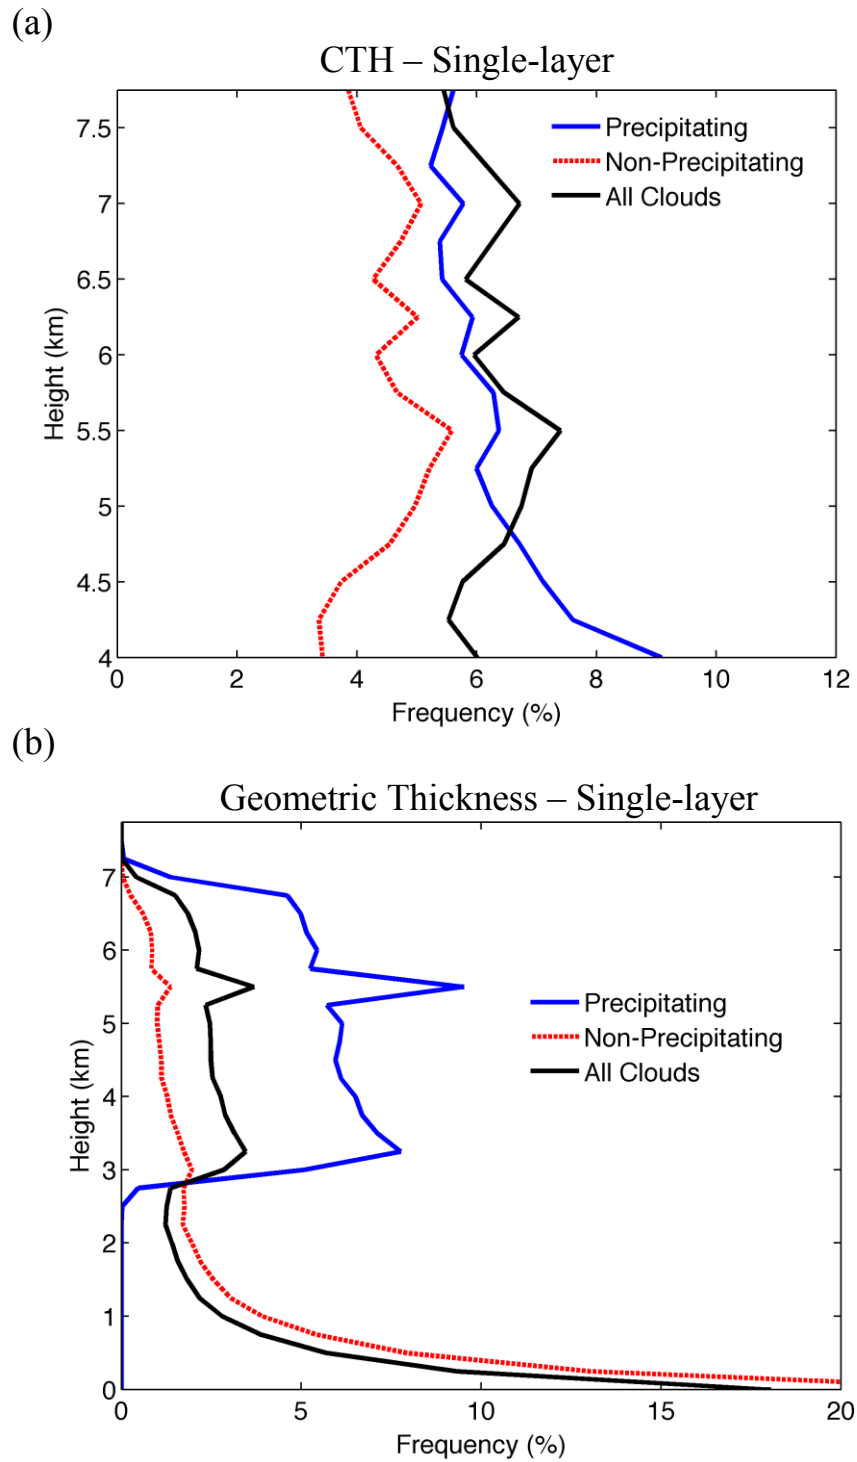 (a)
CTH – Single-layer
7.5
7
6.5
6
5.5
5
4.5
4
Height (km)
Precipitating
Non-Precipitating
All Clouds
0 2 4 6 8 10 12
Frequency (%)
(b)
Geometric Thickness – Single-layer
7
6
5
4
3
2
1
0
Height (km)
Precipitating
Non-Precipitating
All Clouds
0 5 10 15 20
Frequency (%)